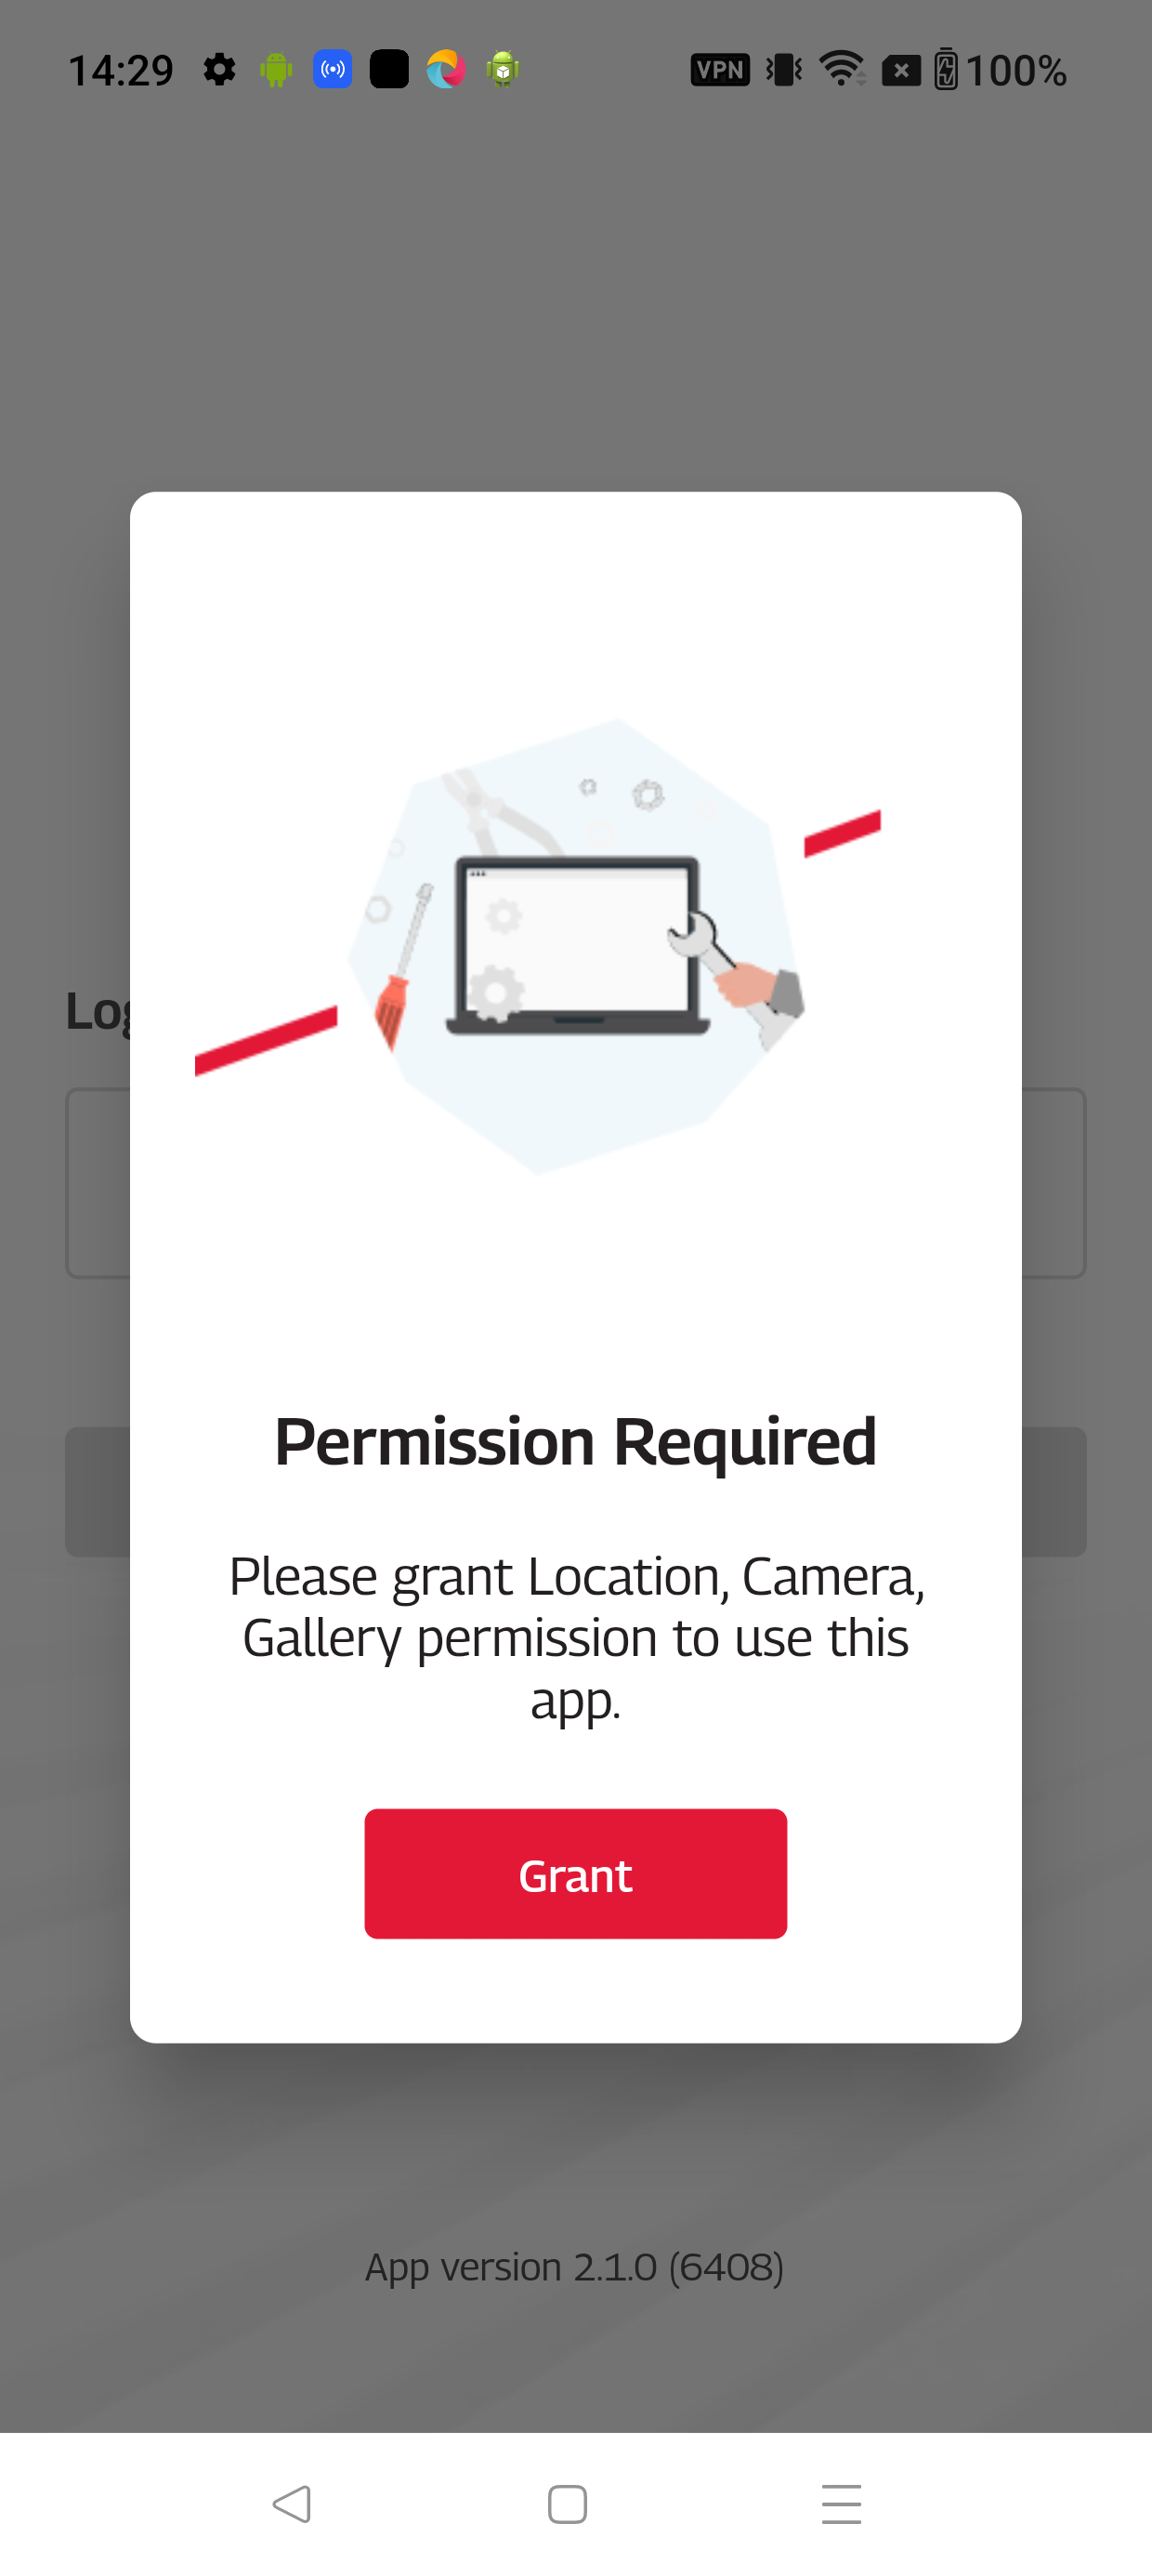 14:29
VPN
100%
Permission Required
Please grant Location, Camera,
Gallery permission to use this
app.
Grant
App version 2.1.0 (6408)